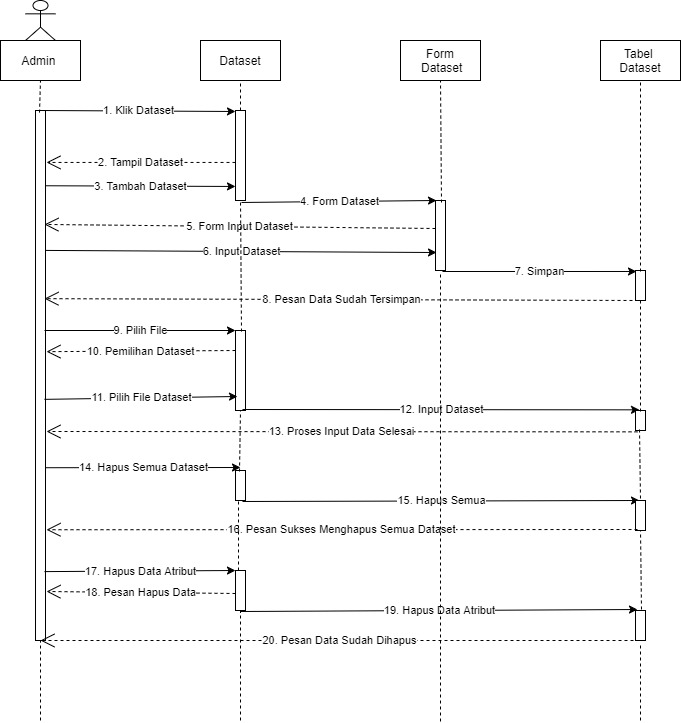 Admin
Dataset
Form
Dataset
Tabel
Dataset
1. Klik Dataset
2. Tampil Dataset
3. Tambah Dataset
4. Form Dataset
5. Form Input Dataset
6. Input Dataset
7. Simpan
8. Pesan Data Sudah Tersimpan
9. Pilih File
10. Pemilihan Dataset
11. Pilih File Dataset
12. Input Dataset
13. Proses Input Data Selesai
14. Hapus Semua Dataset
15. Hapus Semua
16. Pesan Sukses Menghapus Semua Dataset
17. Hapus Data Atribut
18. Pesan Hapus Data
19. Hapus Data Atribut
20. Pesan Data Sudah Dihapus